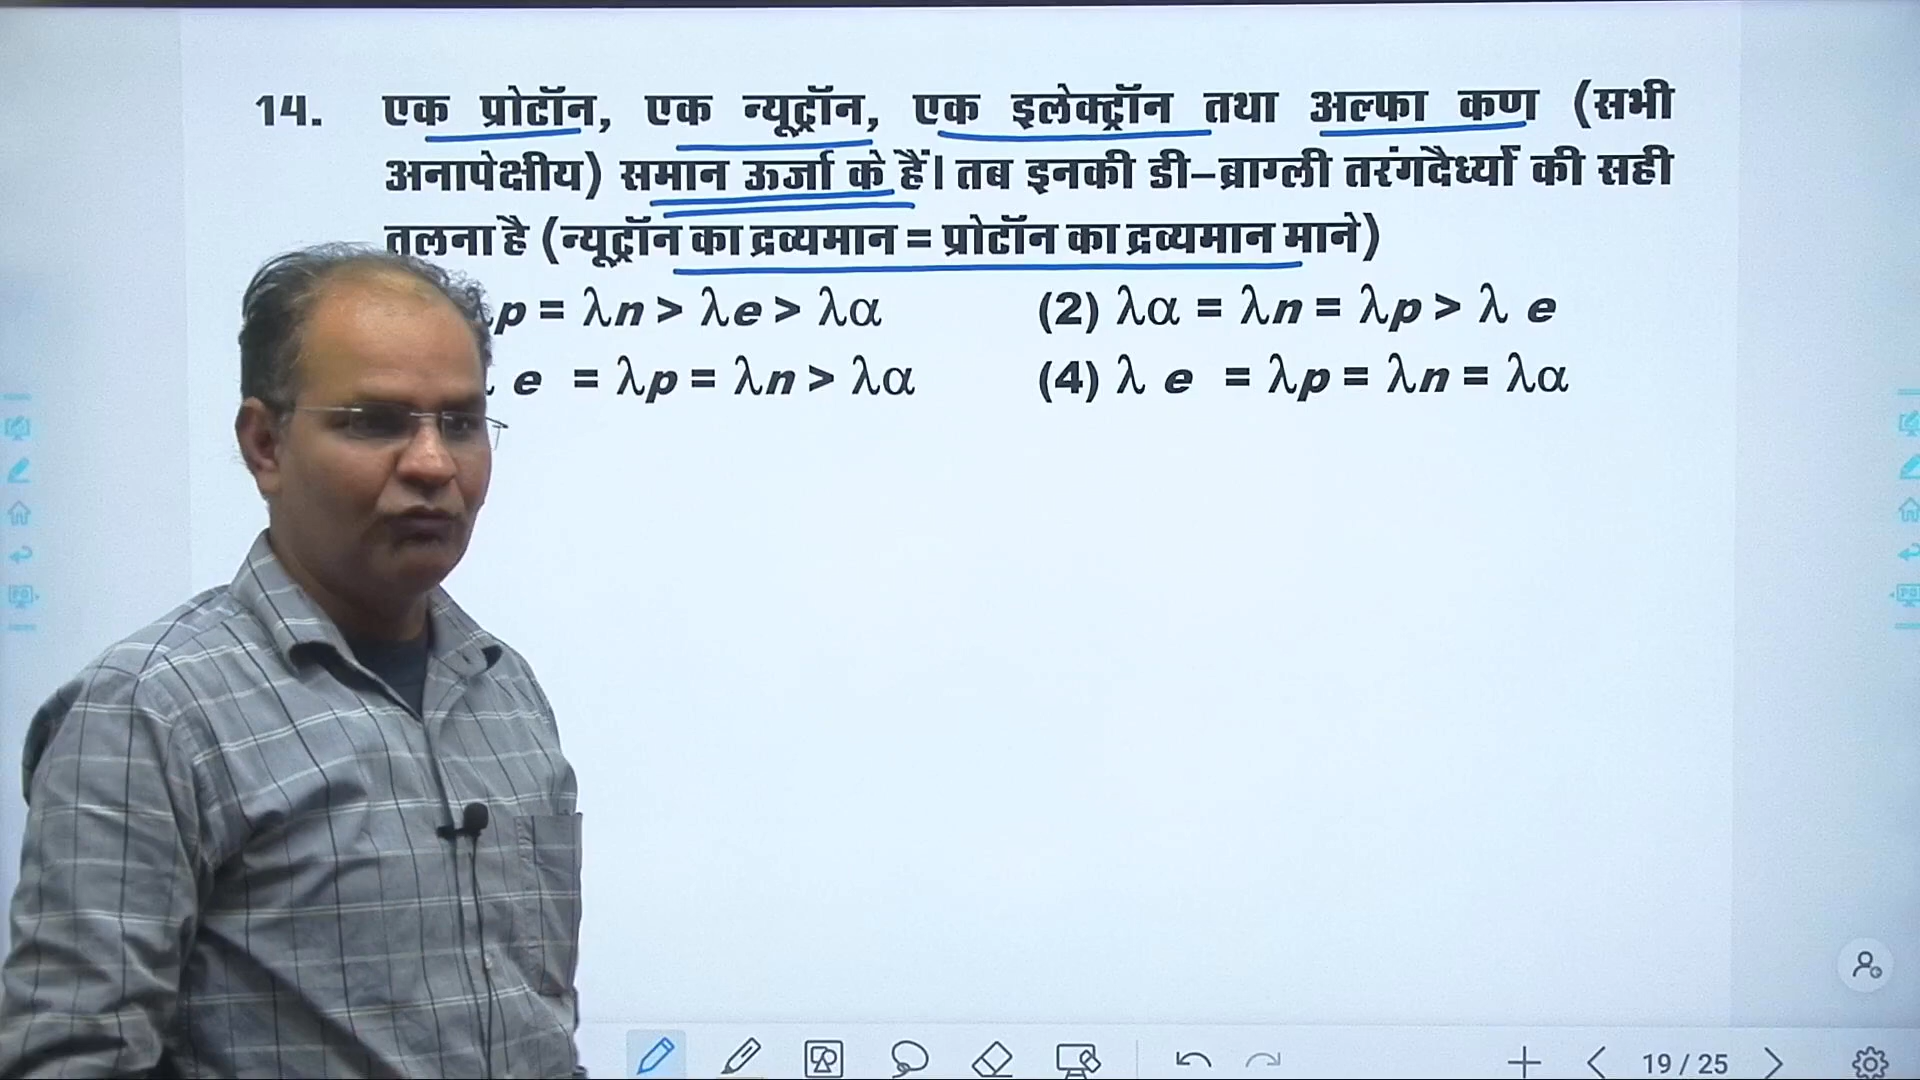 14. एक प्रोटॉन, एक न्यूट्रॉन, एक इलेक्ट्रॉन तथा अल्फा कण (सभी
अनापेक्षीय) समान ऊर्जा के हैं। तब इनकी डी–ब्राग्ली तरंगदैर्ध्यों की सही
तुलना है (न्यूट्रॉन का द्रव्यमान = प्रोटॉन का द्रव्यमान माने)
p = λn > λe > λα
(2) λα = λn = λp > λ e
e = λp = λn > λα
(4) λ e = λp = λn = λα
19 / 25